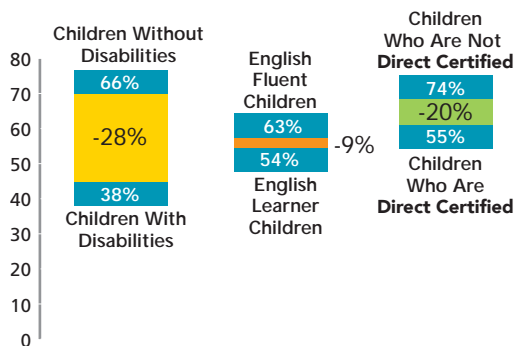 80
70
60
50
40
30
20
10
0
Children Without
Disabilities
66%
-28%
38%
Children With
Disabilities
English
Fluent
Children
63%
-9%
54%
English
Learner
Children
Children
Who Are Not
Direct Certified
74%
-20%
55%
Children
Who Are
Direct Certified